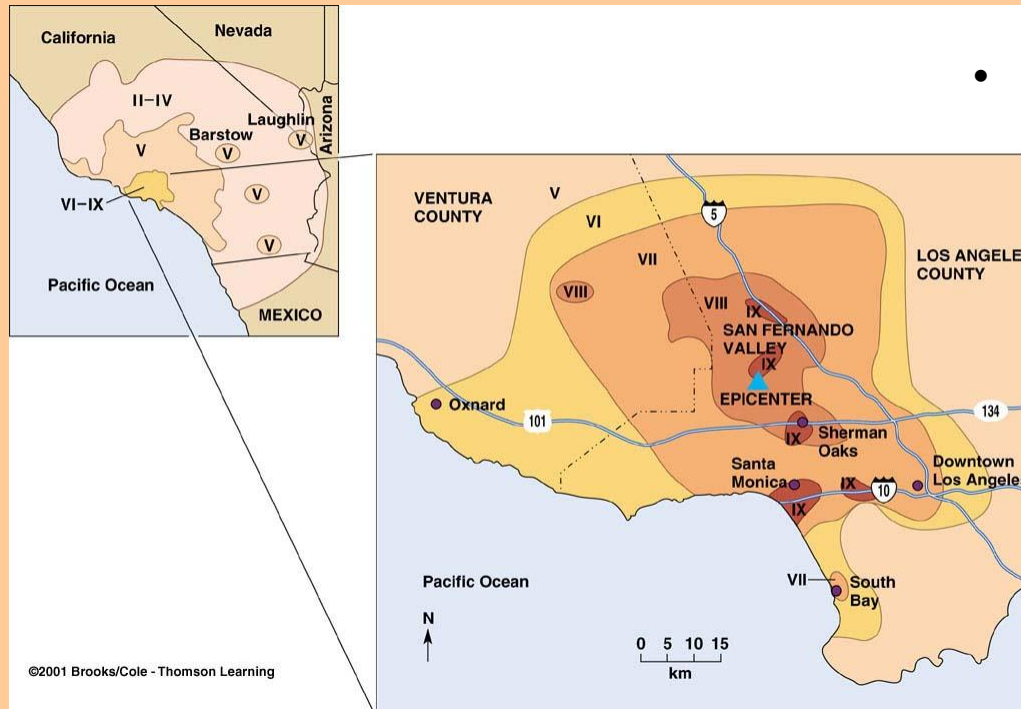 California
Nevada
II–IV
Laughlin
Arizona
Barstow
V
V
V
VI–IX
V
V
Pacific Ocean
MEXICO
VENTURA
COUNTY
V
VI
5
VII
LOS ANGELE
COUNTY
VIII
VIII
IX
SAN FERNANDO
VALLEY
IX
EPICENTER
Oxnard
101
134
IX
Sherman
Oaks
Santa
Monica
IX
10
Downtown
Los Angele
IX
Pacific Ocean
VII
South
Bay
N
0 5 10 15
km
©2001 Brooks/Cole - Thomson Learning